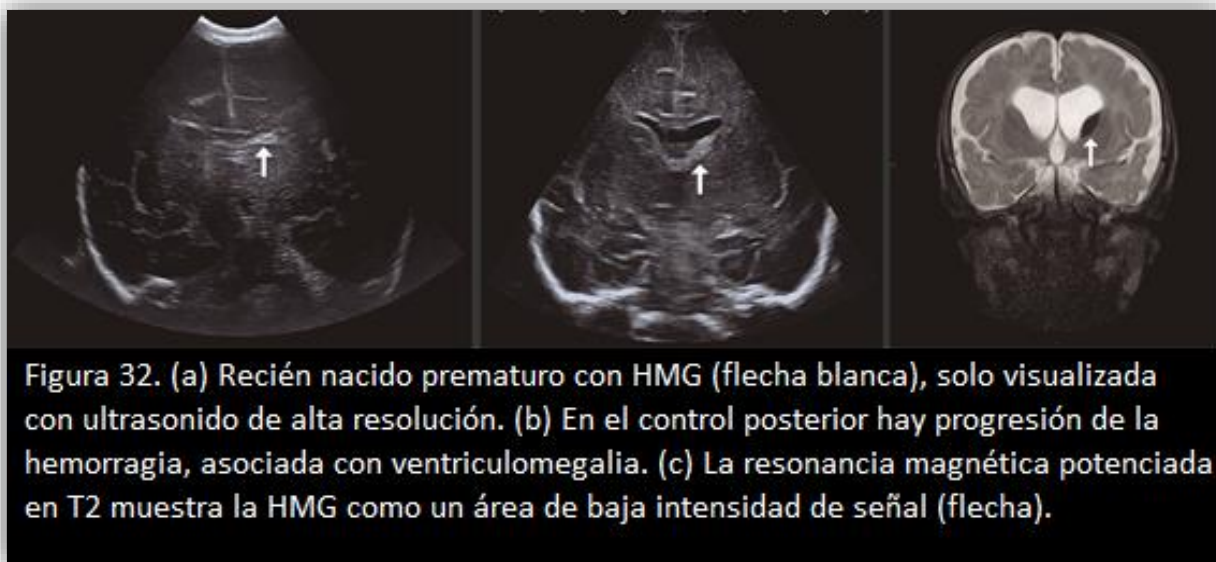 Figura 32. (a) Recién nacido prematuro con HMG (flecha blanca), solo visualizada
con ultrasonido de alta resolución. (b) En el control posterior hay progresión de la
hemorragia, asociada con ventriculomegalia. (c) La resonancia magnética potenciada
en T2 muestra la HMG como un área de baja intensidad de señal (flecha).